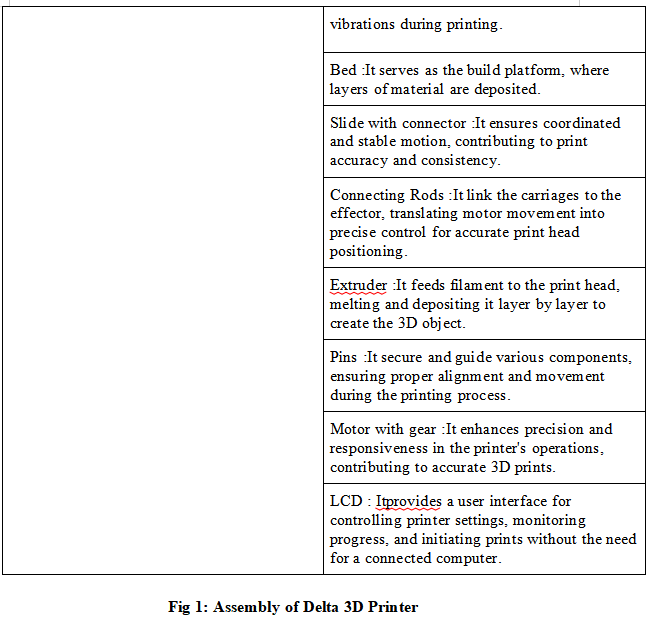 vibrations during printing.
Bed :It serves as the build platform, where
layers of material are deposited.
Slide with connector :It ensures coordinated
and stable motion, contributing to print
accuracy and consistency.
Connecting Rods :It link the carriages to the
effector, translating motor movement into
precise control for accurate print head
positioning.
Extruder :It feeds filament to the print head,
melting and depositing it layer by layer to
create the 3D object.
Pins :It secure and guide various components,
ensuring proper alignment and movement
during the printing process.
Motor with gear :It enhances precision and
responsiveness in the printer's operations,
contributing to accurate 3D prints.
LCD : Itprovides a user interface for
controlling printer settings, monitoring
progress, and initiating prints without the need
for a connected computer.
Fig 1: Assembly of Delta 3D Printer